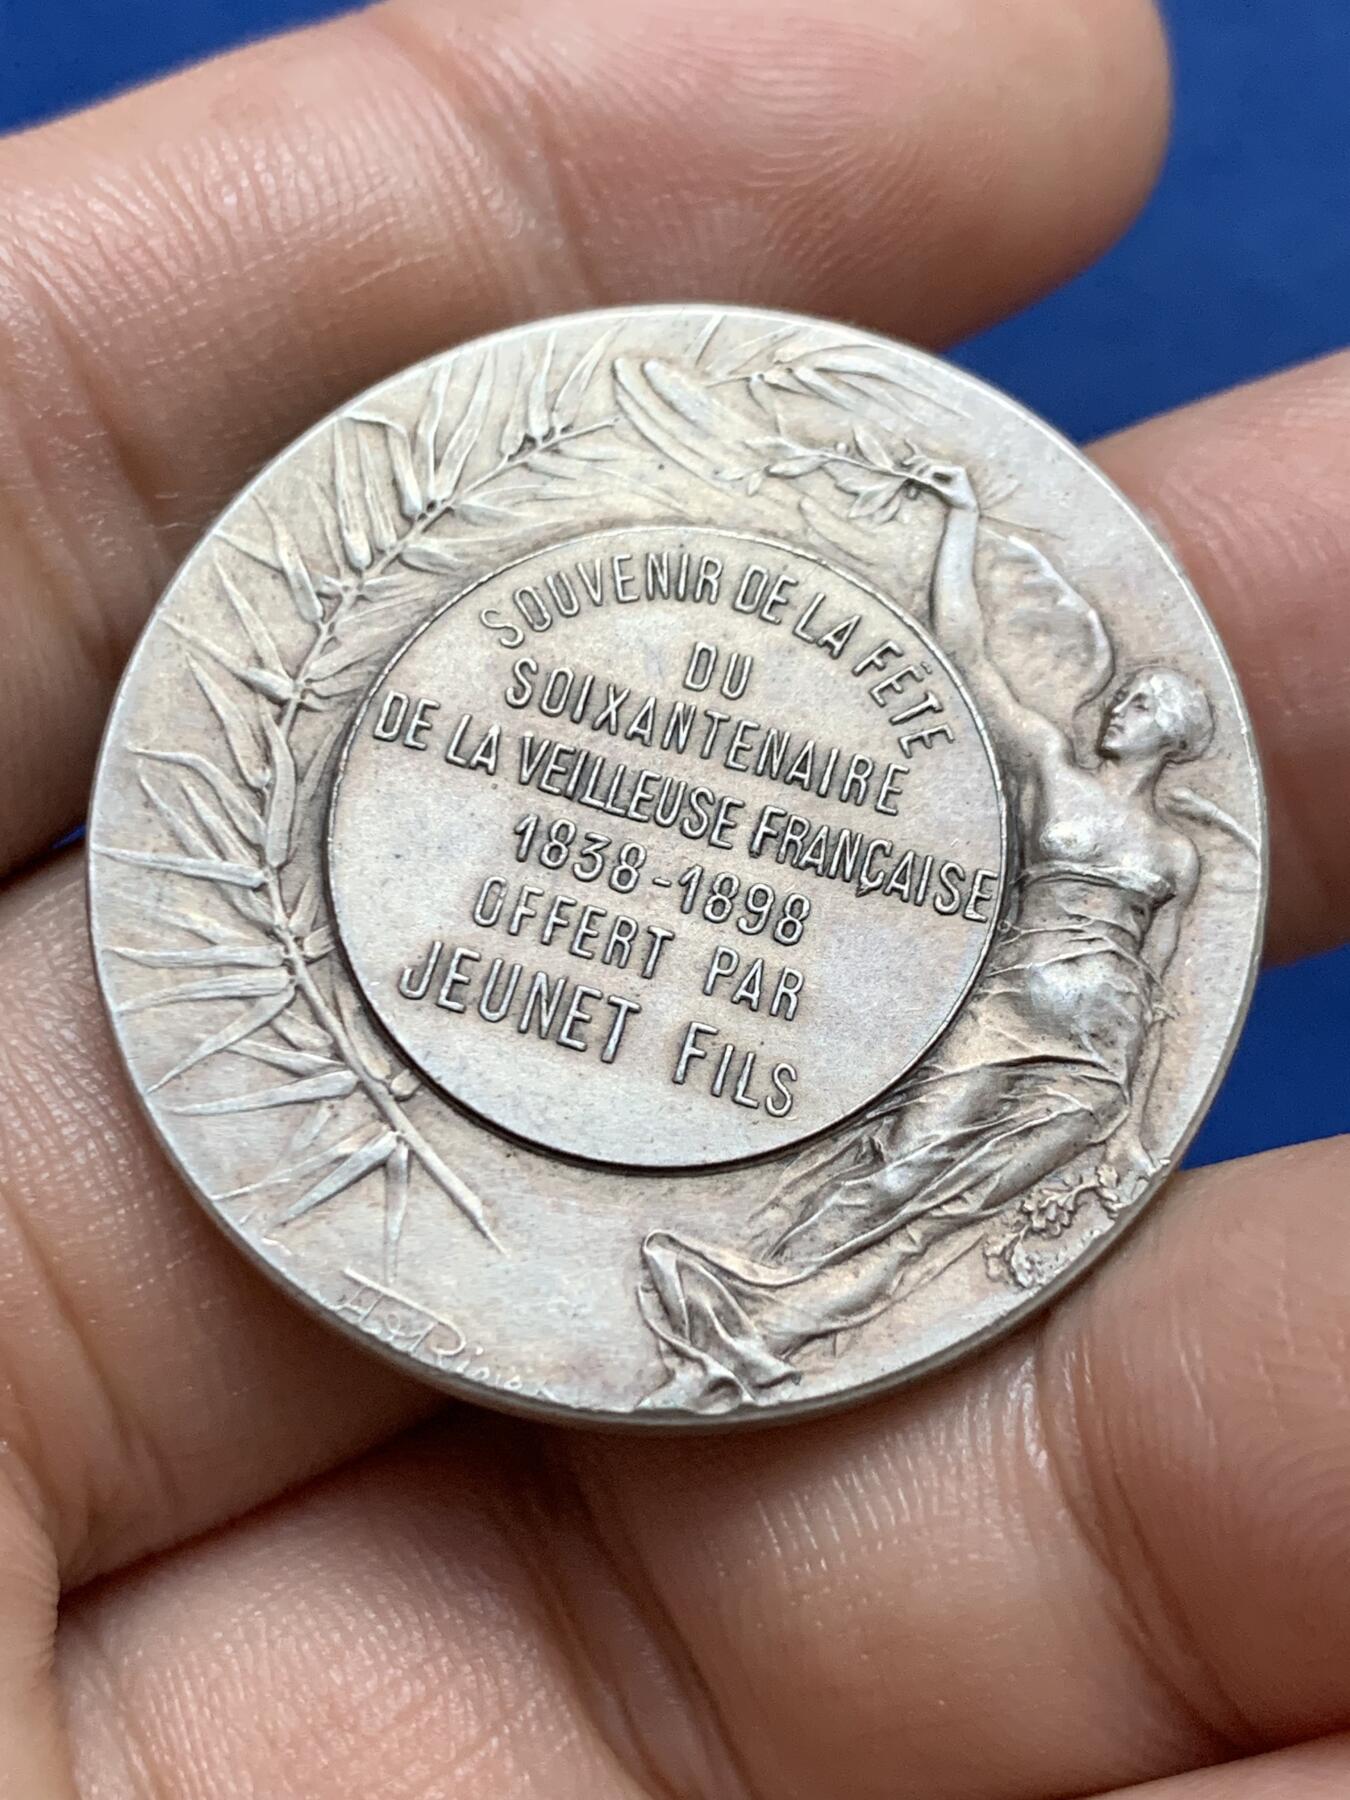 SOUVENIR DE LA FÊTE
DU
SOIXANTENAIRE
DE LA VEILLEUSE FRANÇAISE
1838-1898
OFFERT PAR
JEUNET FILS